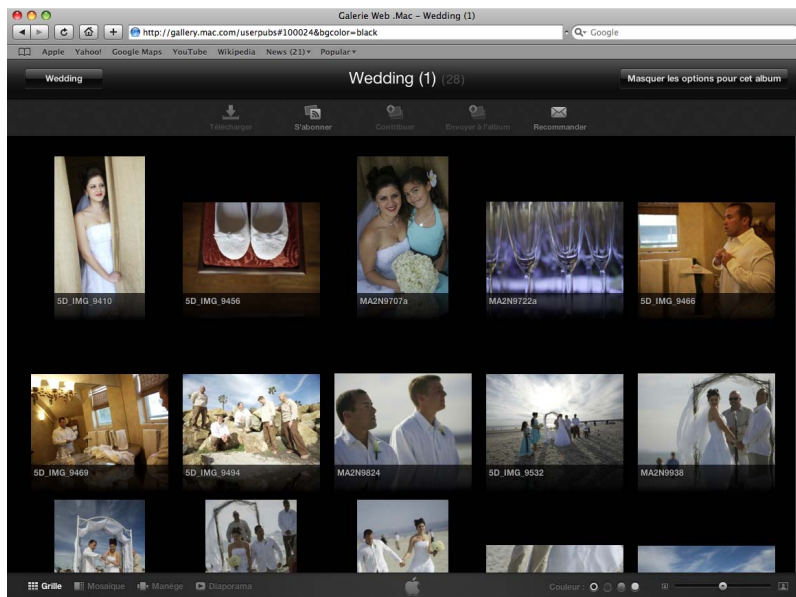 Galerie Web .Mac – Wedding (1)
http://gallery.mac.com/userpubs#100024&bgcolor=black
Google
Apple Yahoo! Google Maps YouTube Wikipedia News (21) Popular
Wedding
Wedding (1) (28)
Masquer les options pour cet album
Télécharger S'abonner Contribuer Envoyer à l'album Recommander
5D_IMG_9410 5D_IMG_9456 MA2N9707a MA2N9722a 5D_IMG_9466
5D_IMG_9469 5D_IMG_9494 MA2N9824 5D_IMG_9532 MA2N9938
Grille Mosaïque Manège Diaporama Couleur :